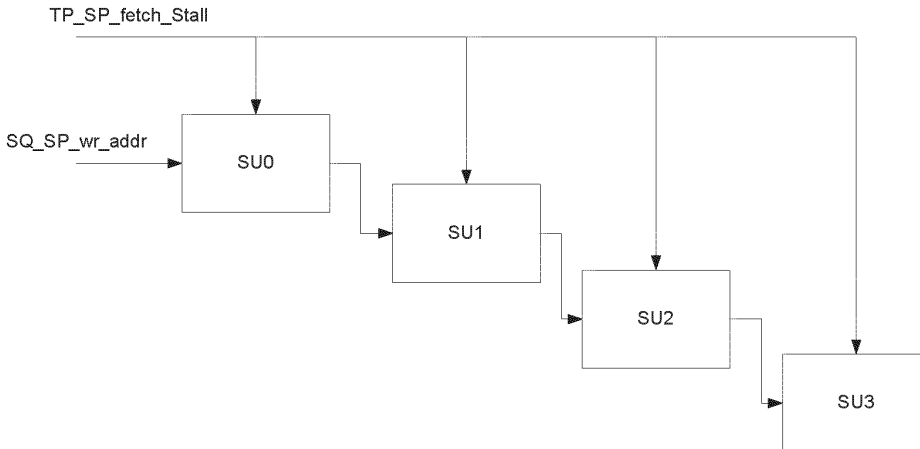 TP_SP_fetch_Stall
SQ_SP_wr_addr
SU0
SU1
SU2
SU3